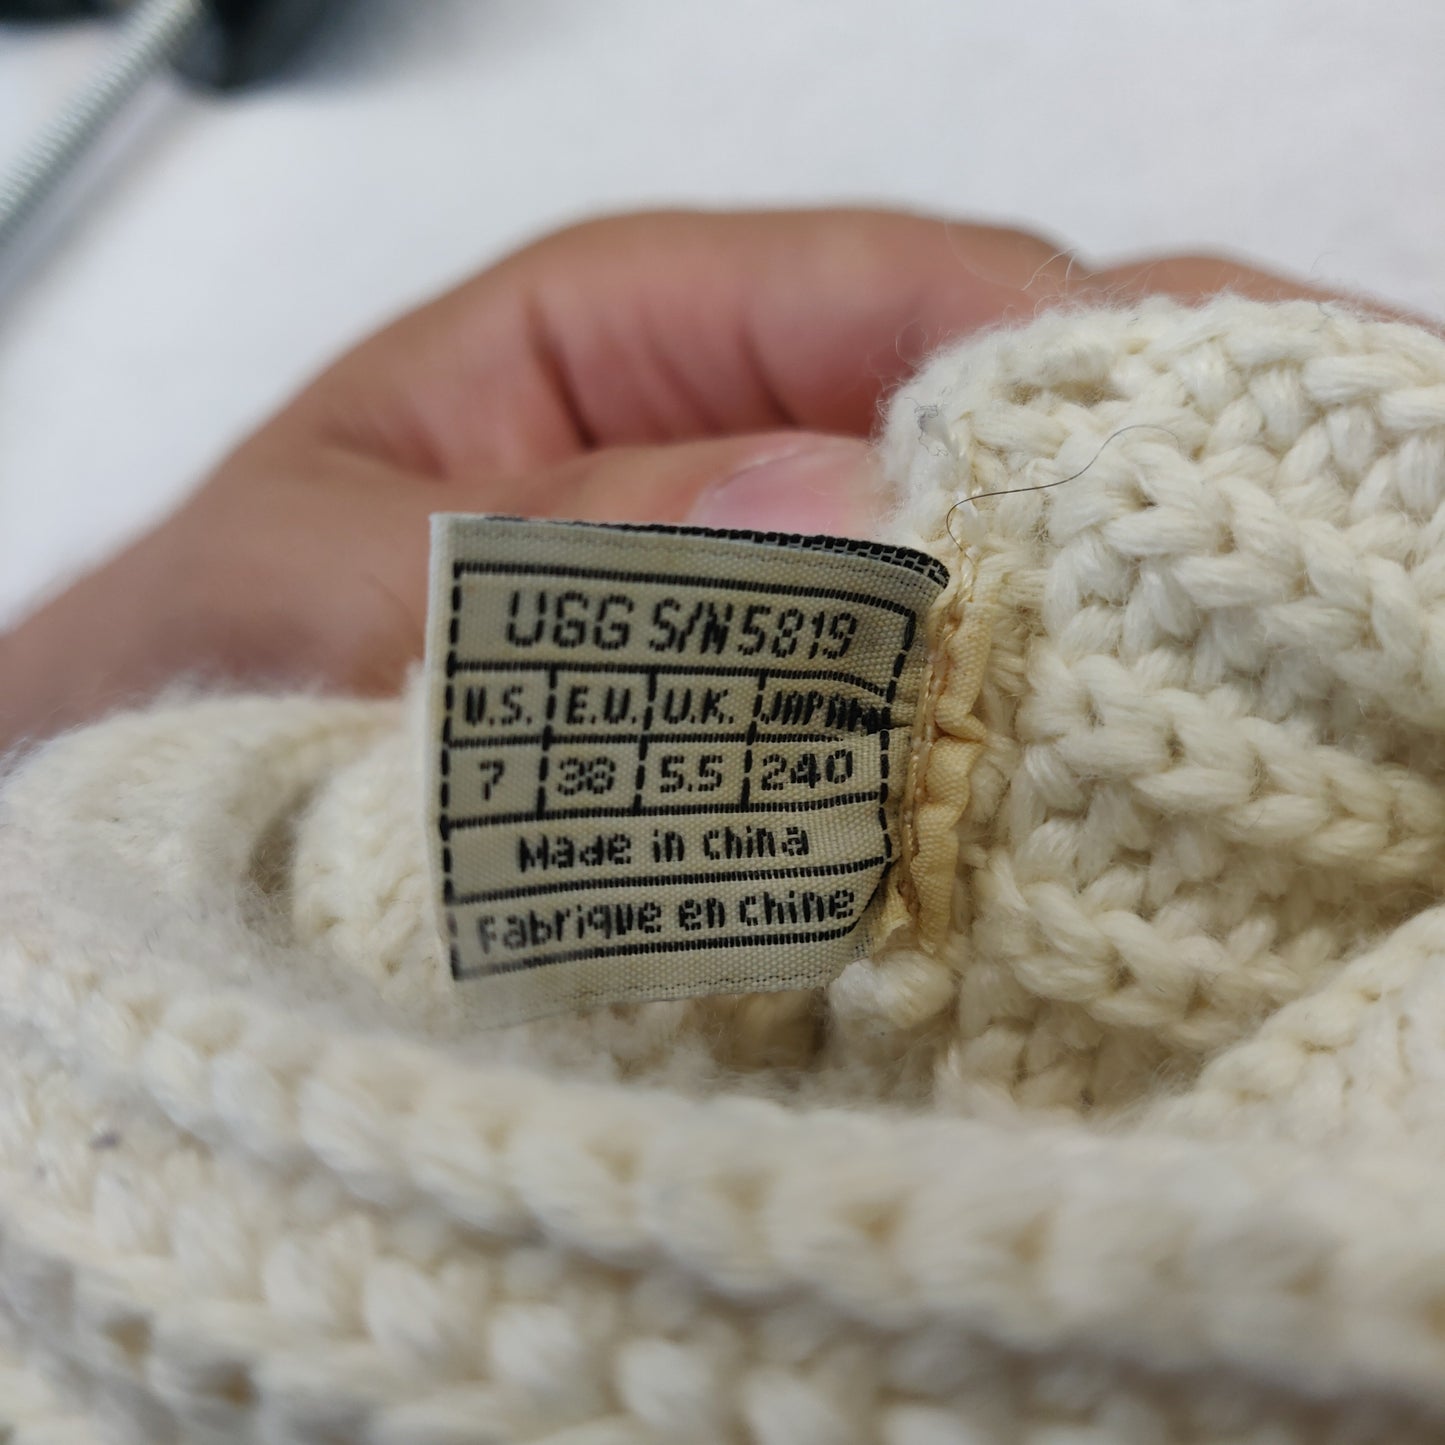 UGG S/N 5819
U.S. E.U. U.K. JAPAN
7 38 5.5 240
Made in china
Fabrique en chine